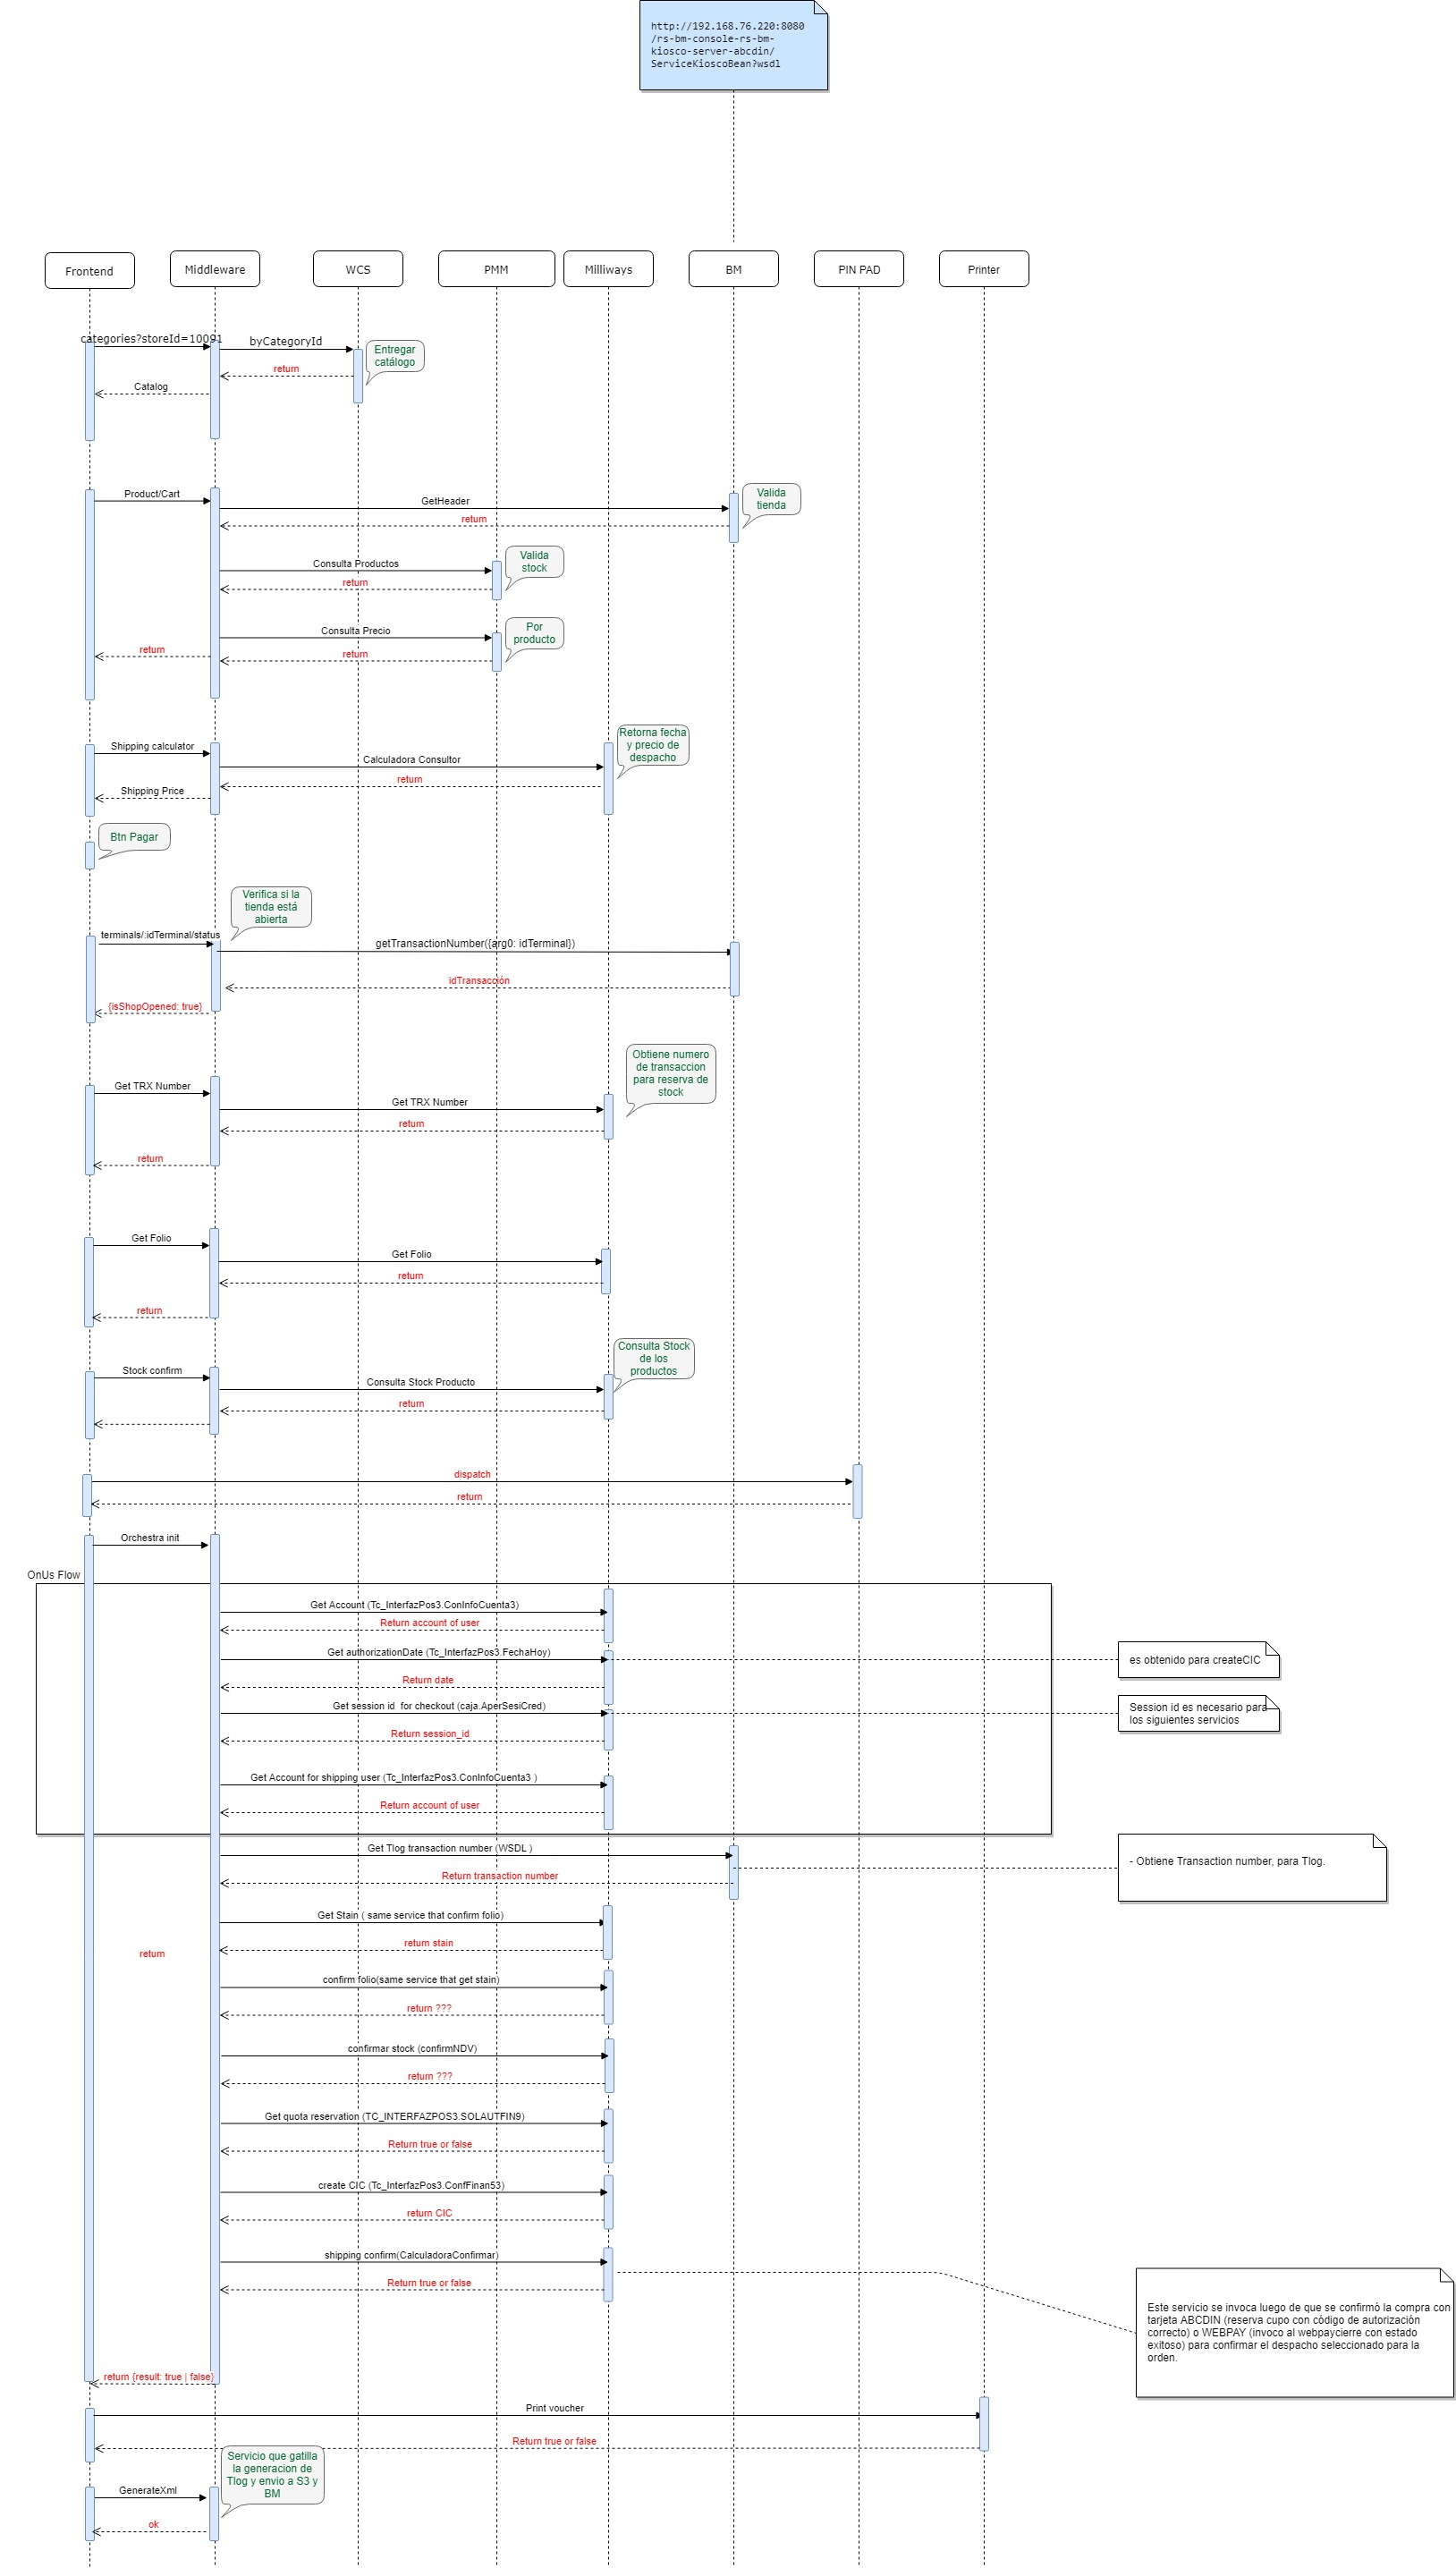 http://192.168.76.220:8080
/rs-bm-console-rs-bm-
kiosco-server-abcdin/
ServiceKioscoBean?wsdl
Frontend
Middleware
WCS
PMM
Milliways
BM
PIN PAD
Printer
categories?storeId=10091
byCategoryId
Entregar
catálogo
return
Catalog
Product/Cart
GetHeader
Valida
tienda
return
Consulta Productos
Valida
stock
return
Consulta Precio
Por
producto
return
return
Shipping calculator
Calculadora Consultor
Retorna fecha
y precio de
despacho
return
Shipping Price
Btn Pagar
Verifica si la
tienda está
abierta
terminals/:idTerminal/status
getTransactionNumber({arg0: idTerminal})
idTransacción
{isShopOpened: true}
Obtiene numero
de transaccion
para reserva de
stock
Get TRX Number
Get TRX Number
return
return
Get Folio
Get Folio
return
return
Consulta Stock
de los
productos
Stock confirm
Consulta Stock Producto
return
dispatch
return
Orchestra init
OnUs Flow
Get Account (Tc_InterfazPos3.ConInfoCuenta3)
Return account of user
Get authorizationDate (Tc_InterfazPos3.FechaHoy)
es obtenido para createCIC
Return date
Get session id  for checkout (caja.AperSesiCred)
Session id es necesario para
los siguientes servicios
Return session_id
Get Account for shipping user (Tc_InterfazPos3.ConInfoCuenta3 )
Return account of user
Get Tlog transaction number (WSDL )
- Obtiene Transaction number, para Tlog.
Return transaction number
Get Stain ( same service that confirm folio)
return stain
return
confirm folio(same service that get stain)
return ???
confirmar stock (confirmNDV)
return ???
Get quota reservation (TC_INTERFAZPOS3.SOLAUTFIN9)
Return true or false
create CIC (Tc_InterfazPos3.ConfFinan53)
return CIC
shipping confirm(CalculadoraConfirmar)
Return true or false
Este servicio se invoca luego de que se confirmó la compra con
tarjeta ABCDIN (reserva cupo con código de autorización
correcto) o WEBPAY (invoco al webpaycierre con estado
exitoso) para confirmar el despacho seleccionado para la
orden.
return {result: true | false}
Print voucher
Return true or false
Servicio que gatilla
la generacion de
Tlog y envio a S3 y
BM
GenerateXml
ok